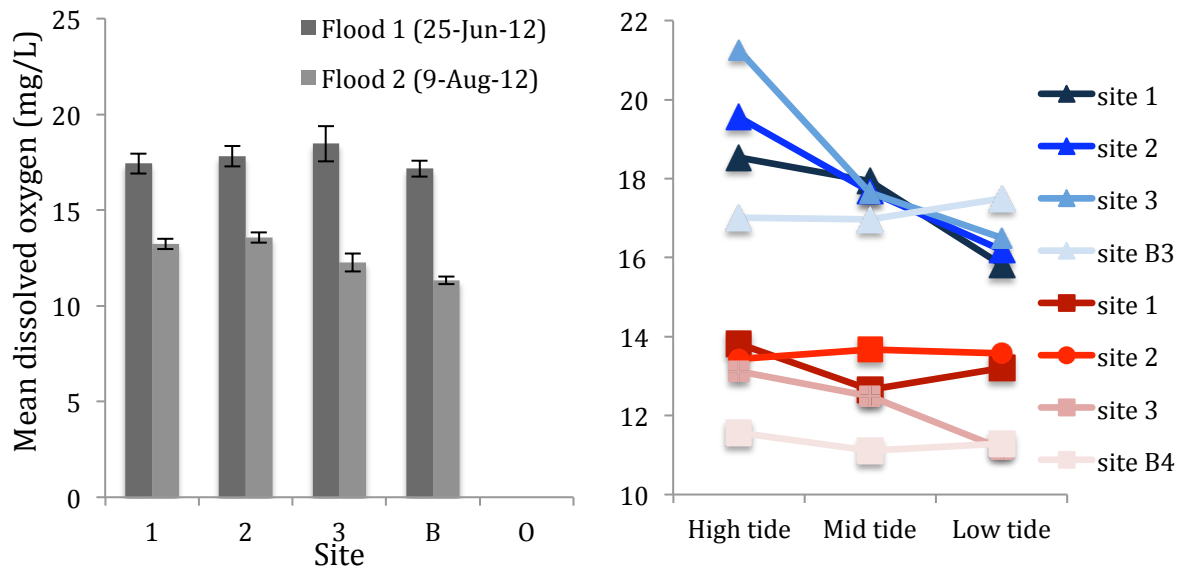 Mean dissolved oxygen (mg/L)
25
20
15
10
5
0
Flood 1 (25-Jun-12)
Flood 2 (9-Aug-12)
1 2 3 B O
Site
22
20
18
16
14
12
10
High tide Mid tide Low tide
site 1
site 2
site 3
site B3
site 1
site 2
site 3
site B4